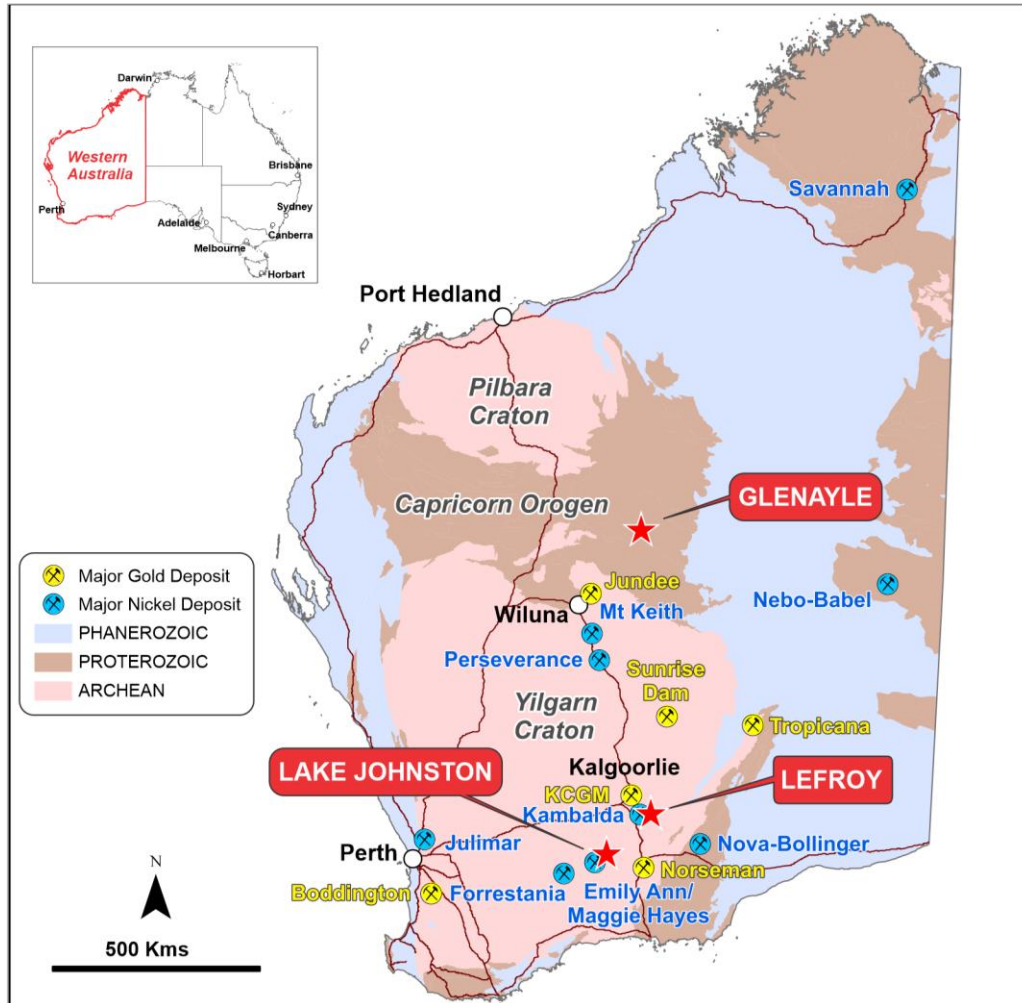 Darwin
Western
Australia
Brisbane
Perth
Sydney
Adelaide
Canberra
Melbourne
Horbart
Savannah
Port Hedland
Pilbara
Craton
Capricorn Orogen
GLENAYLE
Major Gold Deposit
Major Nickel Deposit
PHANEROZOIC
PROTEROZOIC
ARCHEAN
Jundee
Mt Keith
Wiluna
Nebo-Babel
Perseverance
Sunrise
Dam
Yilgarn
Craton
Tropicana
LAKE JOHNSTON
Kalgoorlie
LEFROY
KCGM
Kambalda
Julimar
Nova-Bollinger
Perth
Norseman
Boddington
Forrestania
Emily Ann/
Maggie Hayes
N
500 Kms